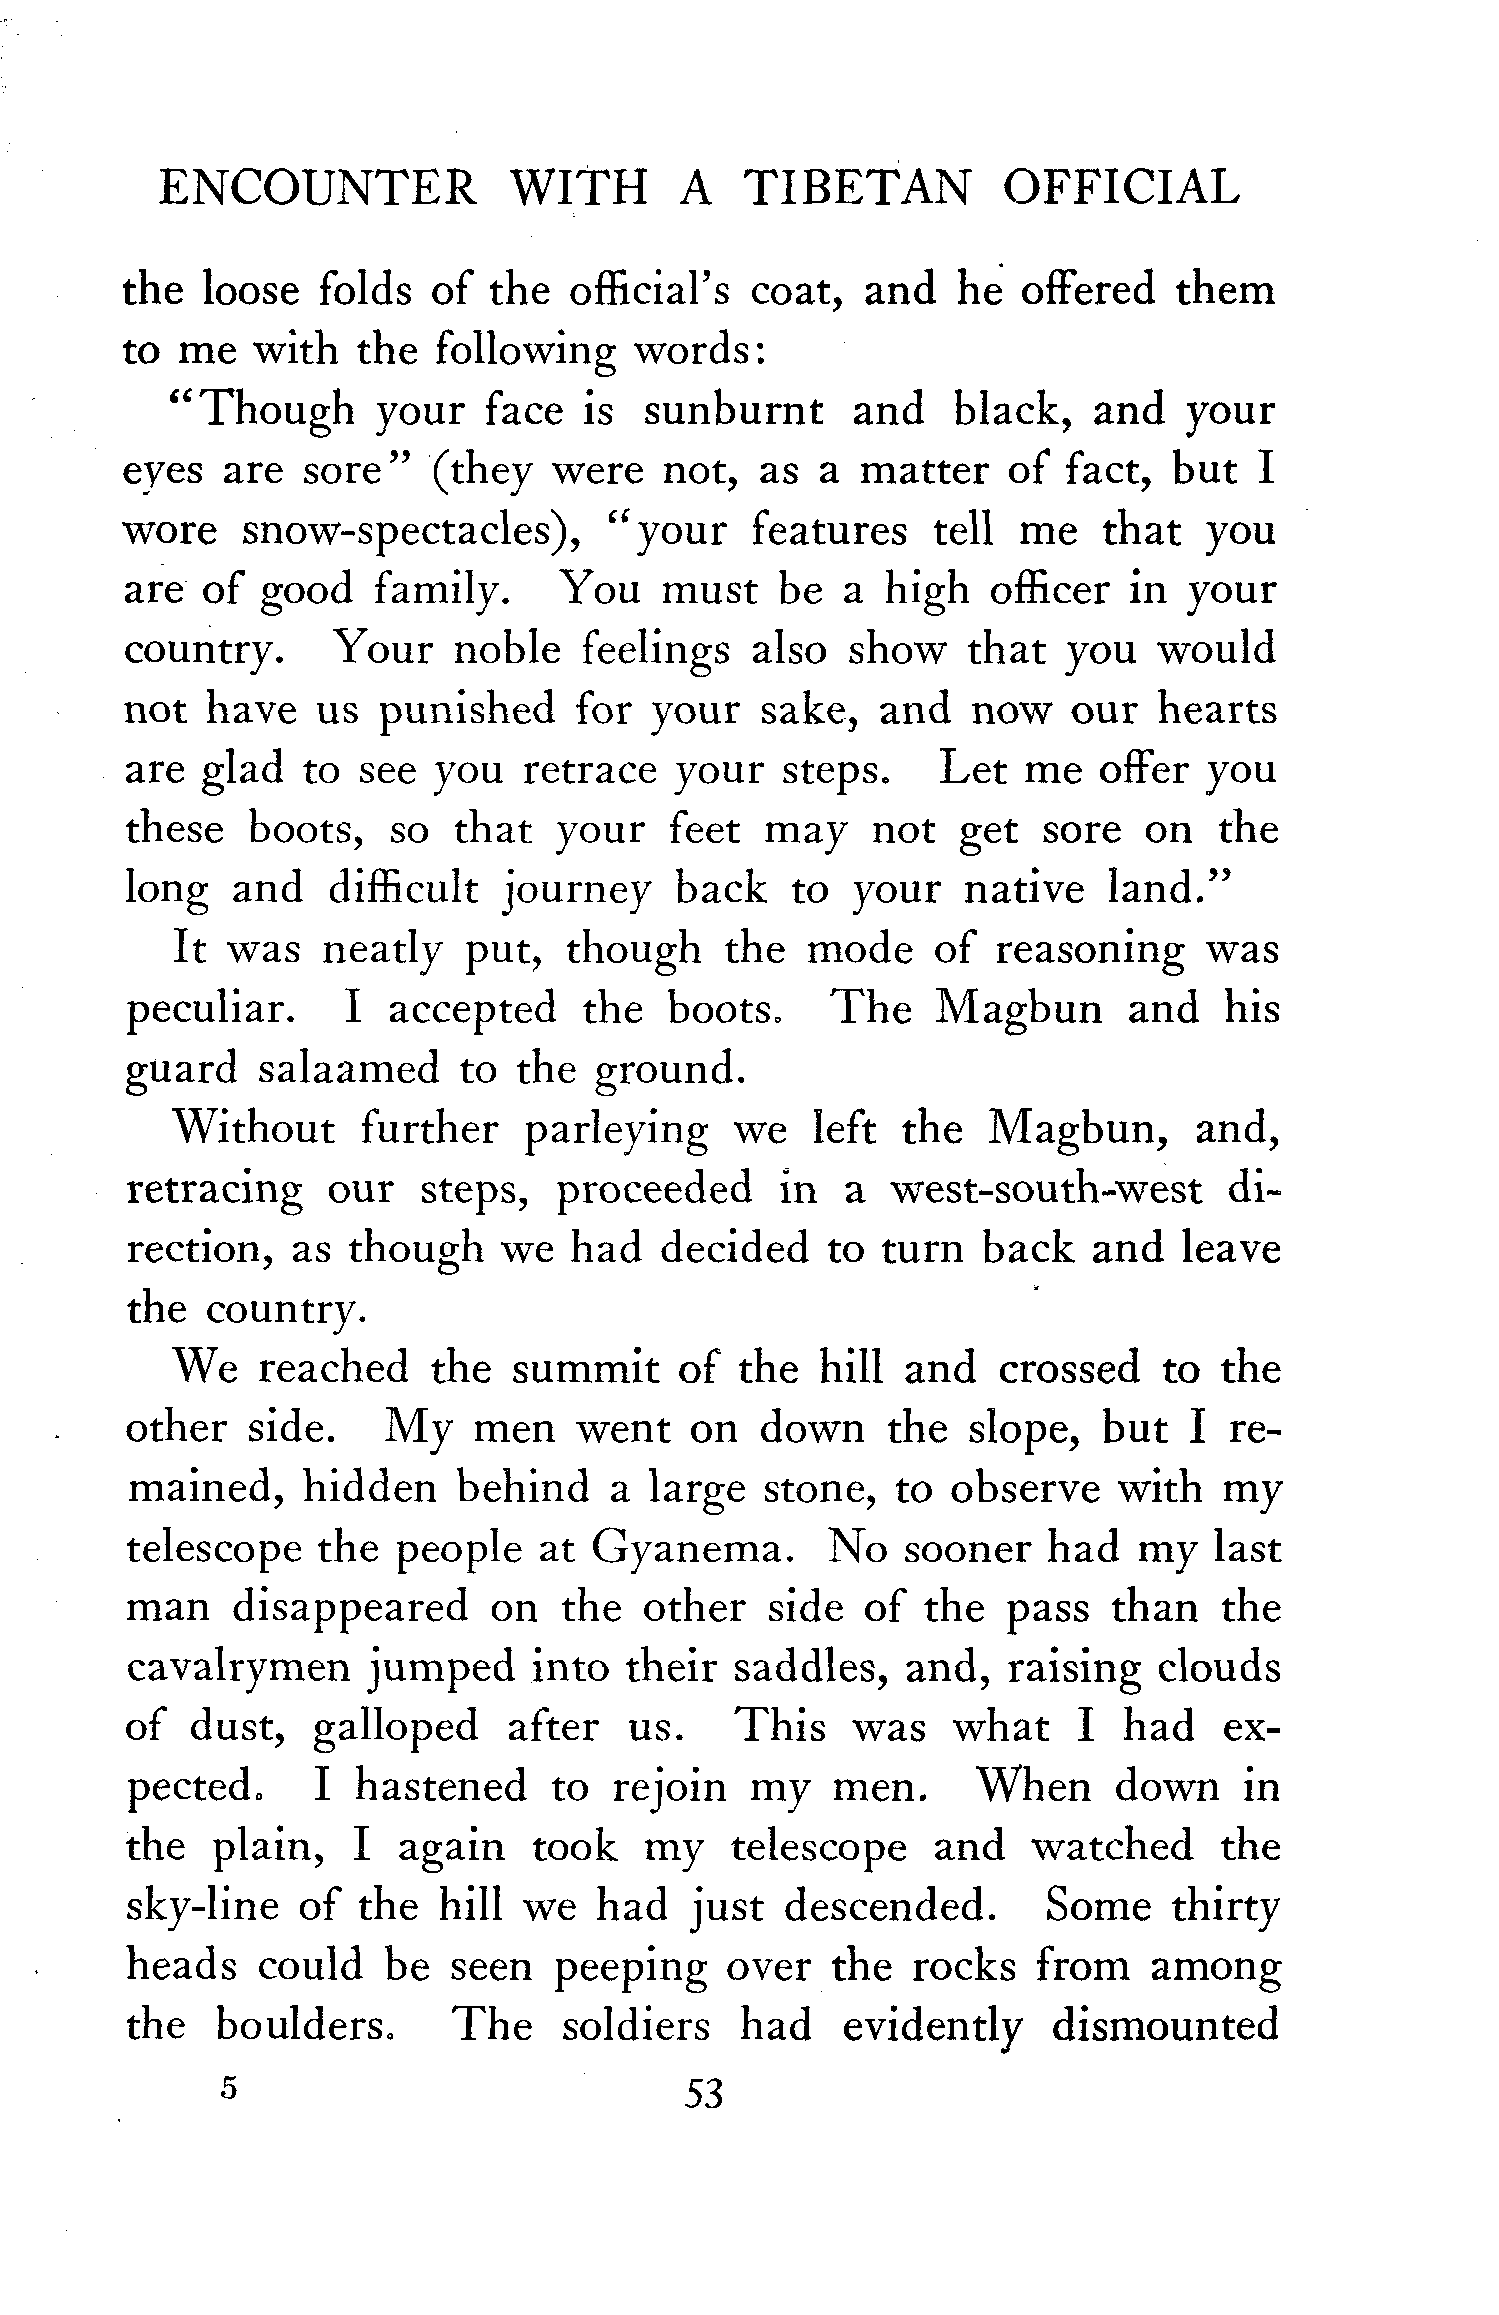 ENCOUNTER WITH A TIBETAN OFFICIAL
the loose folds of the official's coat, and he offered them
to me with the following words:
"Though your face is sunburnt and black, and your
eyes are sore" (they were not, as a matter of fact, but I
wore snow-spectacles), "your features tell me that you
are of good family. You must be a high officer in your
country. Your noble feelings also show that you would
not have us punished for your sake, and now our hearts
are glad to see you retrace your steps. Let me offer you
these boots, so that your feet may not get sore on the
long and difficult journey back to your native land."
It was neatly put, though the mode of reasoning was
peculiar. I accepted the boots. The Magbun and his
guard salaamed to the ground.
Without further parleying we left the Magbun, and,
retracing our steps, proceeded in a west-south-west di-
rection, as though we had decided to turn back and leave
the country.
We reached the summit of the hill and crossed to the
other side. My men went on down the slope, but I re-
mained, hidden behind a large stone, to observe with my
telescope the people at Gyanema. No sooner had my last
man disappeared on the other side of the pass than the
cavalrymen jumped into their saddles, and, raising clouds
of dust, galloped after us. This was what I had ex-
pected. I hastened to rejoin my men. When down in
the plain, I again took my telescope and watched the
sky-line of the hill we had just descended. Some thirty
heads could be seen peeping over the rocks from among
the boulders. The soldiers had evidently dismounted
5 53